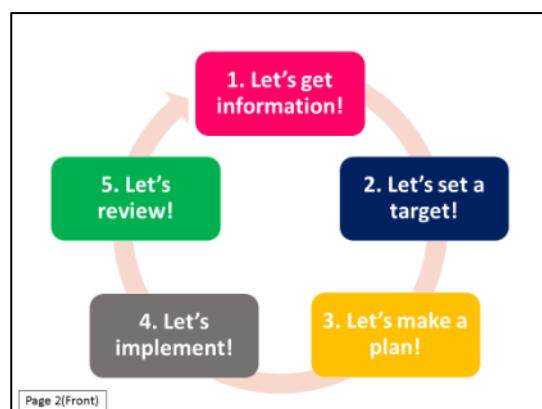 1. Let’s get
information!
2. Let’s set a
target!
3. Let’s make a
plan!
4. Let’s
implement!
5. Let’s
review!
Page 2(Front)